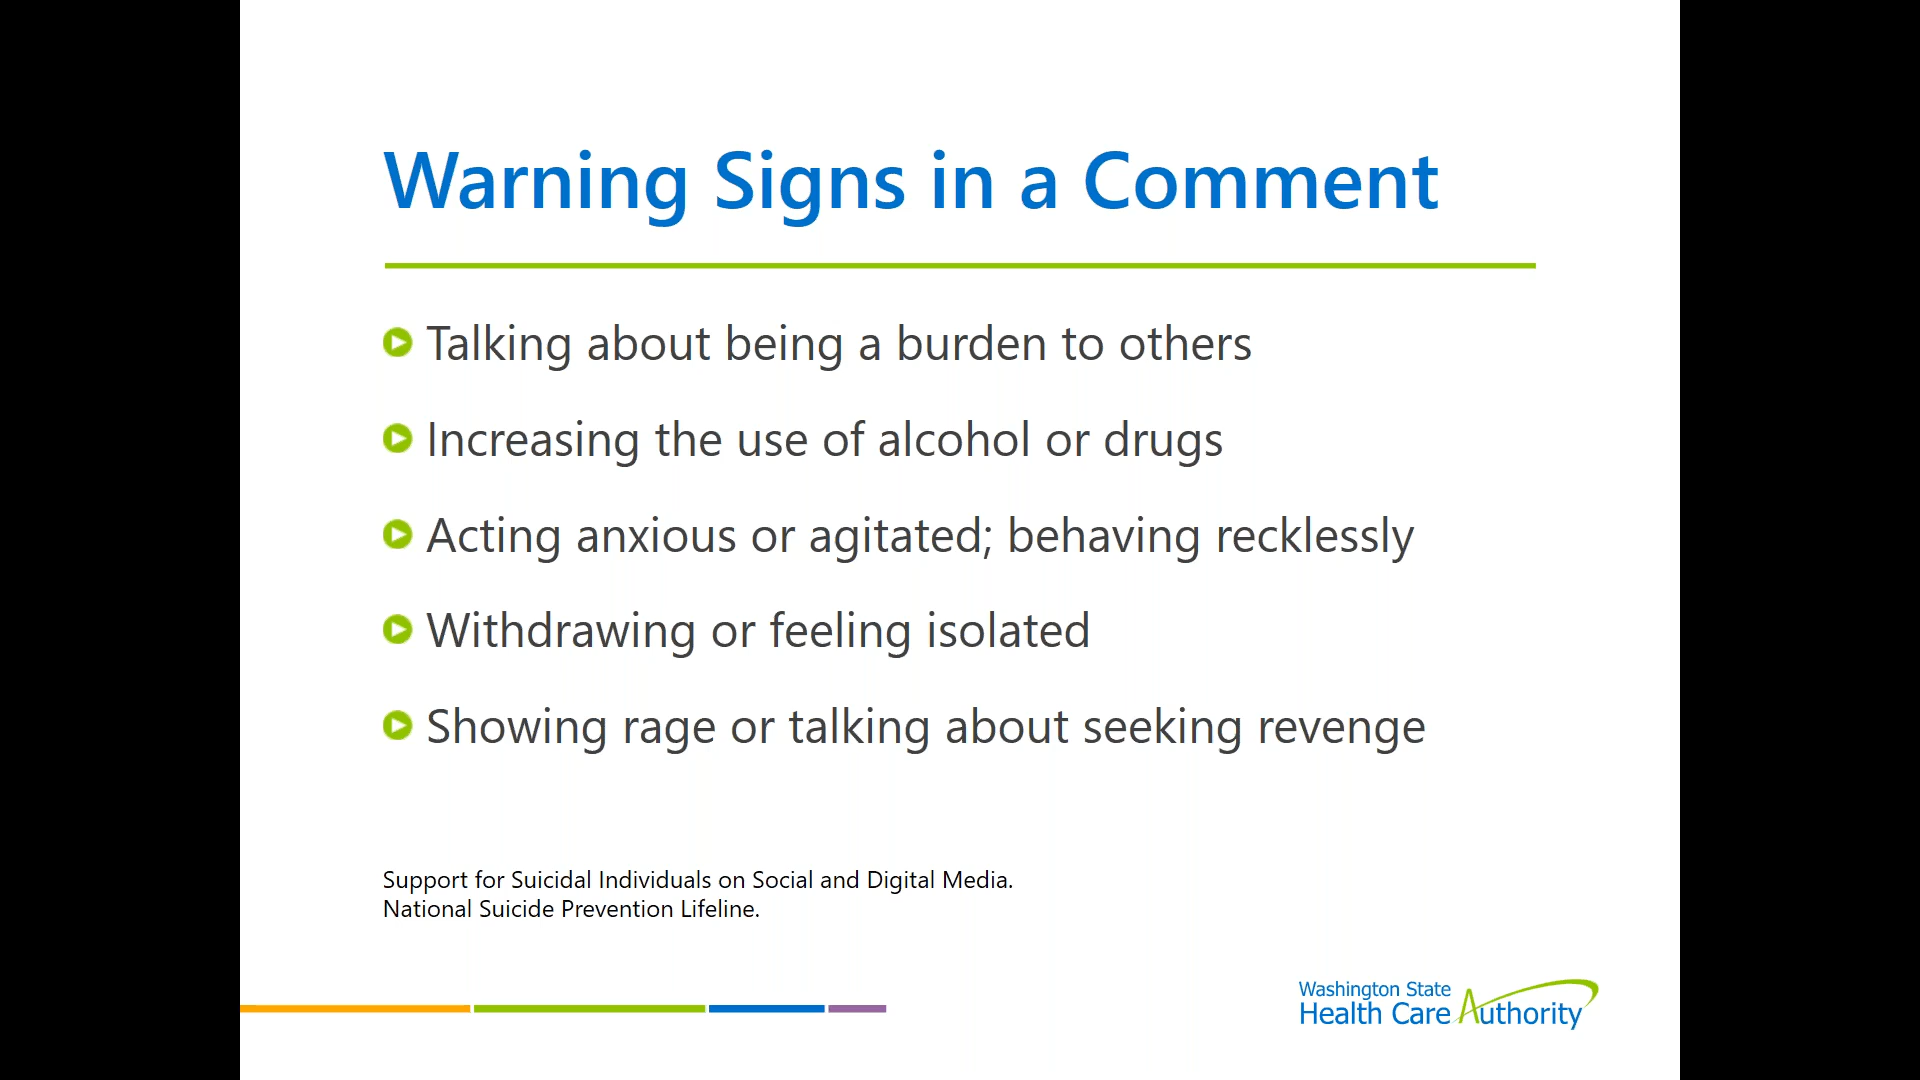 Warning Signs in a Comment
Talking about being a burden to others
Increasing the use of alcohol or drugs
Acting anxious or agitated; behaving recklessly
Withdrawing or feeling isolated
Showing rage or talking about seeking revenge
Support for Suicidal Individuals on Social and Digital Media.
National Suicide Prevention Lifeline.
Washington State
Health Care Authority